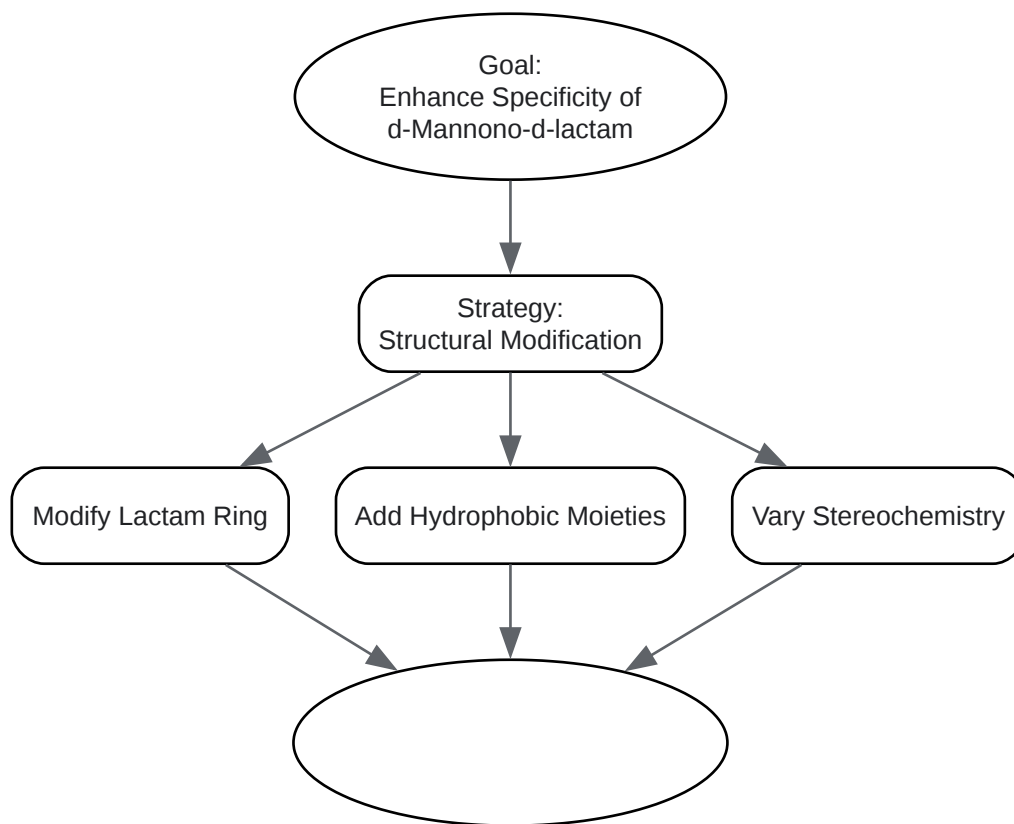 Goal:
Enhance Specificity of
d-Mannono-d-lactam
Strategy:
Structural Modification
Modify Lactam Ring
Add Hydrophobic Moieties
Vary Stereochemistry